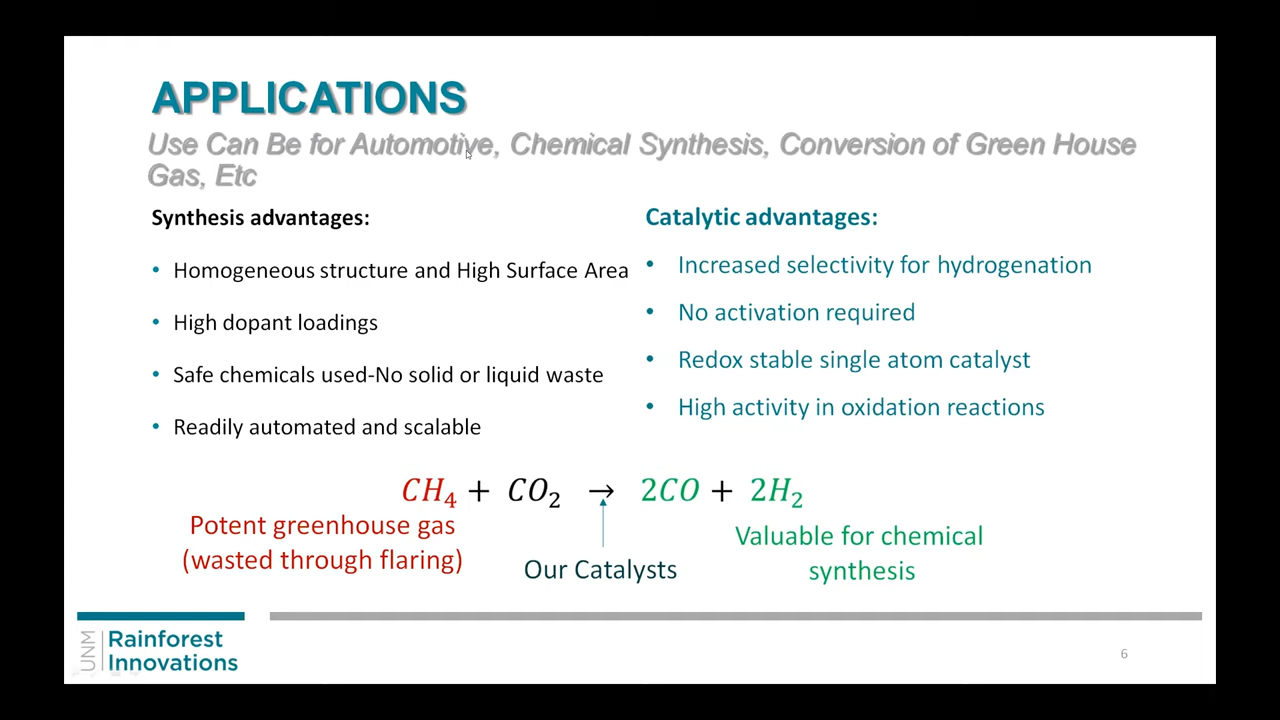 APPLICATIONS
Use Can Be for Automotive, Chemical Synthesis, Conversion of Green House
Gas, Etc
Synthesis advantages:
• Homogeneous structure and High Surface Area
• High dopant loadings
• Safe chemicals used-No solid or liquid waste
• Readily automated and scalable
Catalytic advantages:
• Increased selectivity for hydrogenation
• No activation required
• Redox stable single atom catalyst
• High activity in oxidation reactions
CH₄ + CO₂ → 2CO + 2H₂
Potent greenhouse gas
(wasted through flaring)
Our Catalysts
Valuable for chemical
synthesis
UNM
Rainforest
Innovations
6